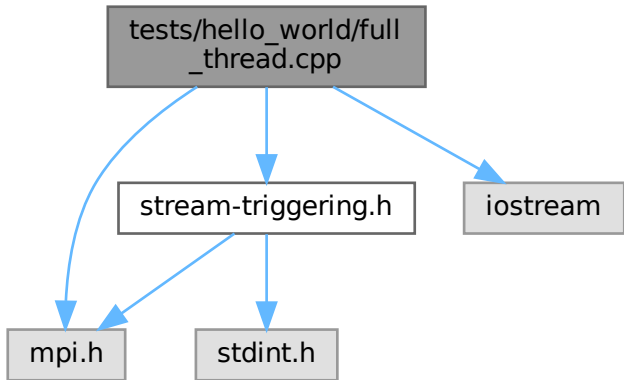 tests/hello_world/full
_thread.cpp
stream-triggering.h
iostream
mpi.h
stdint.h